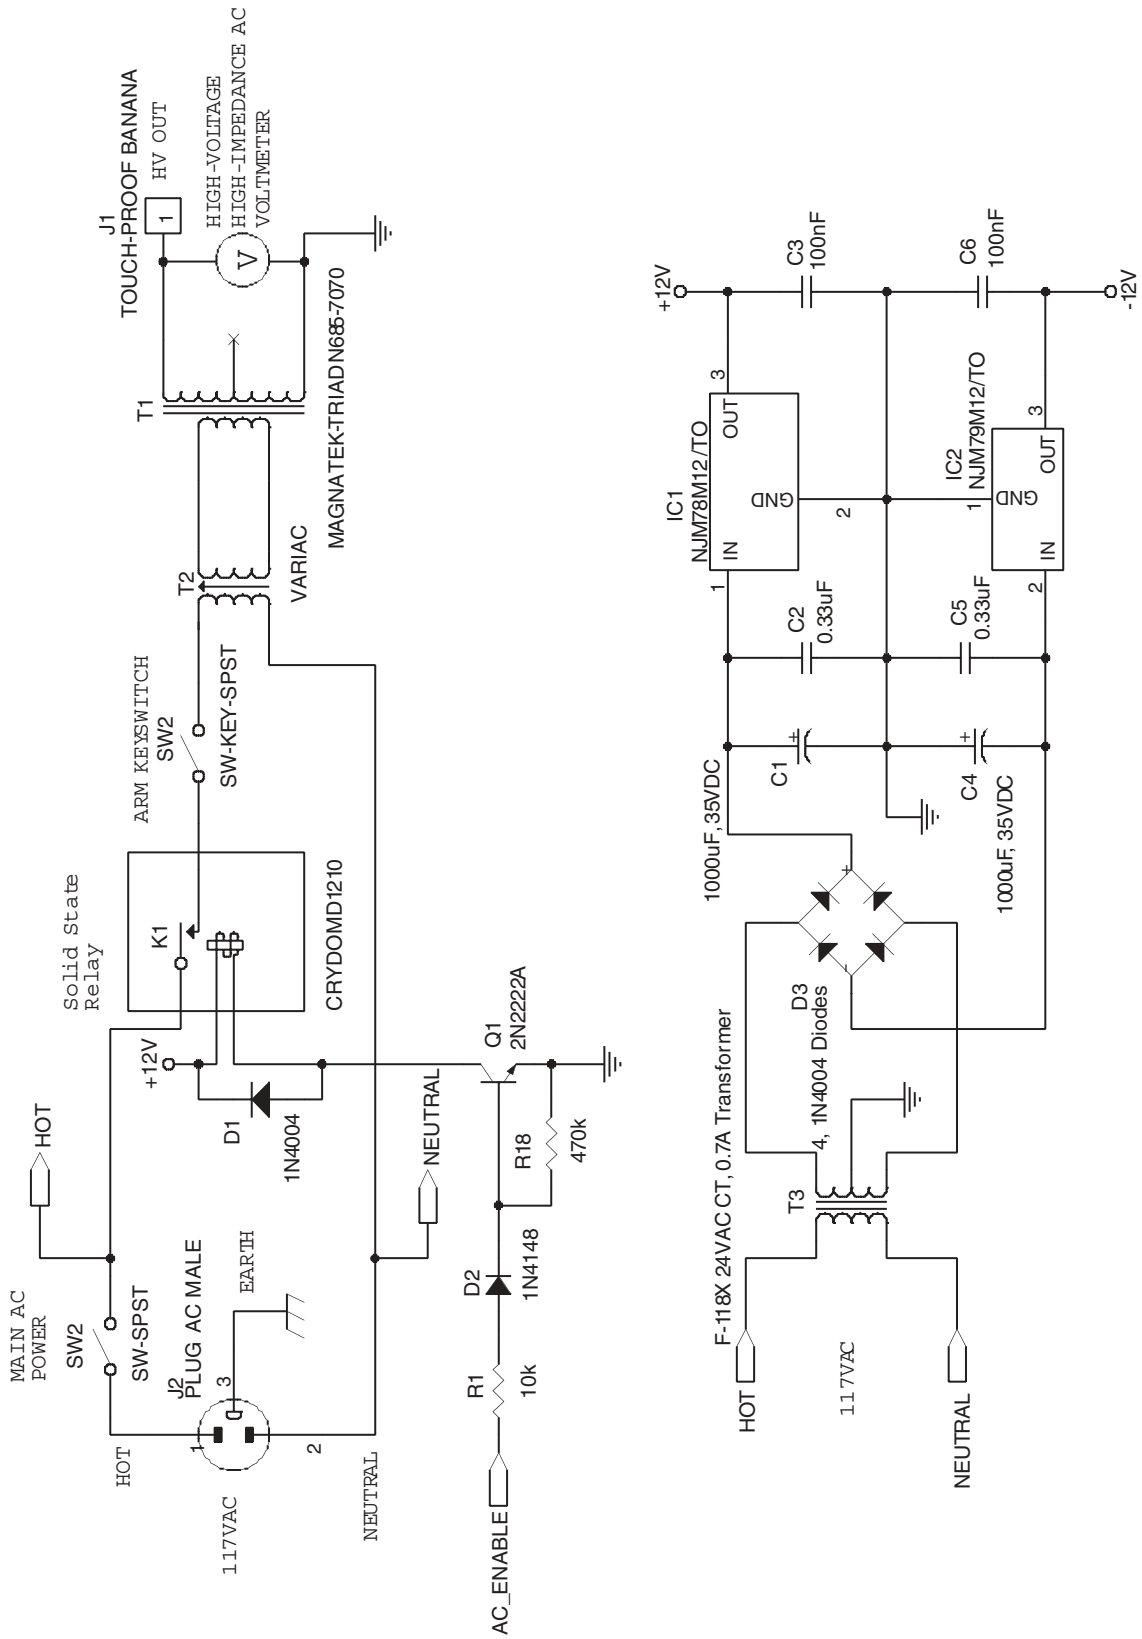 MAIN AC
POWER
SW2
SW-SPST
HOT
HOT
117VAC
J2
PLUG AC MALE
1
2
3
EARTH
NEUTRAL
NEUTRAL
Solid State
Relay
K1
CRYDOMD1210
+12V
D1
1N4004
ARM KEYSWITCH
SW2
SW-KEY-SPST
T2
VARIAC
T1
MAGNATEK-TRIADN685-7070
J1
TOUCH-PROOF BANANA
1
HV OUT
V
HIGH-VOLTAGE
HIGH-IMPEDANCE AC
VOLTMETER
AC_ENABLE
R1
10k
D2
1N4148
R18
470k
Q1
2N2222A
HOT
117VAC
NEUTRAL
F-118X 24VAC CT, 0.7A Transformer
T3
D3
4, 1N4004 Diodes
+
-
1000uF, 35VDC
C1
+
C4
+
1000uF, 35VDC
C2
0.33uF
C5
0.33uF
IC1
NJM78M12/TO
1
IN
GND
OUT
3
2
IC2
NJM79M12/TO
1
GND
IN
OUT
2
3
+12V
C3
100nF
C6
100nF
-12V